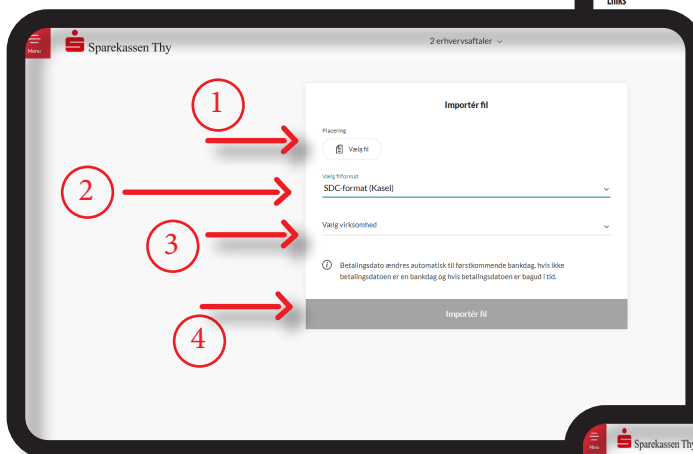 Links
Menu
Sparekassen Thy
2 erhvervsaftaler
Importér fil
1
Placering
Vælg fil
Vælg filformat
SDC-format (Kasel)
2
Vælg virksomhed
3
Betalingsdato ændres automatisk til førstkommende bankdag, hvis ikke
betalingsdatoen er en bankdag og hvis betalingsdatoen er bagud i tid.
Importér fil
4
Menu
Sparekassen Thy